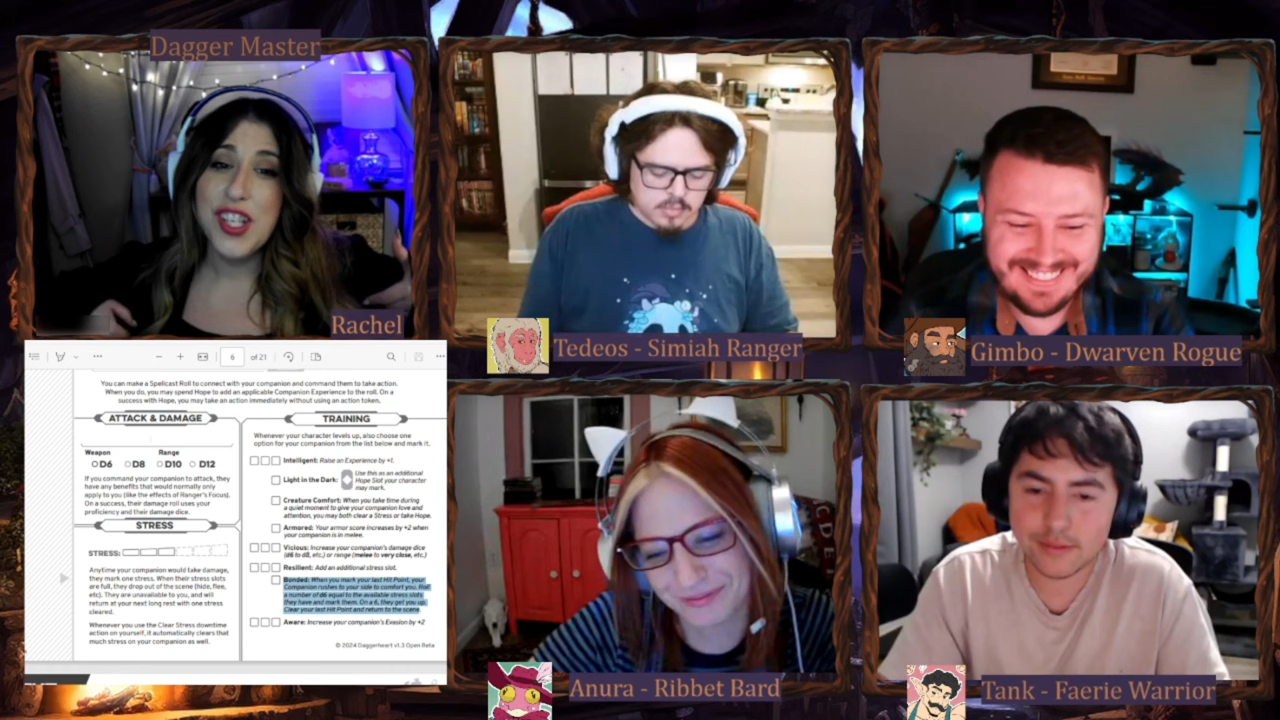 Dagger Master
Rachel
Tedeos - Simiah Ranger
Gimbo - Dwarven Rogue
6 of 21
You can make a Spellcast Roll to connect with your companion and command them to take action.
When you do, you may spend Hope to add an applicable Companion Experience to the roll. On a
success with Hope, you may take an action immediately without using an action token.
ATTACK & DAMAGE
Weapon Range
D6 D8 D10 D12
If you command your companion to attack, they
have any benefits that would normally only
apply to you (like the effects of Ranger's Focus).
On a success, their damage roll uses your
proficiency and their damage dice.
STRESS
STRESS:
Anytime your companion would take damage,
they mark one stress. When their stress slots
are full, they drop out of the scene (hide, flee,
etc). They are unavailable to you, and will
return at your next long rest with one stress
cleared.
Whenever you use the Clear Stress downtime
action on yourself, it automatically clears that
much stress on your companion as well.
TRAINING
Whenever your character levels up, also choose one
option for your companion from the list below and mark it.
Intelligent: Raise an Experience by +1.
Light in the Dark: Use this as an additional
Hope Slot your character
may mark.
Creature Comfort: When you take time during
a quiet moment to give your companion love and
attention, you may both clear a Stress or take Hope.
Armored: Your armor score increases by +2 when
your companion is in melee.
Vicious: Increase your companion's damage dice
(d6 to d8, etc.) or range (melee to very close, etc.)
Resilient: Add an additional stress slot.
Bonded: When you mark your last Hit Point, your
Companion rushes to your side to comfort you. Roll
a number of d6 equal to the available stress slots
they have and mark them. On a 6, they get you up.
Clear your last Hit Point and return to the scene.
Aware: Increase your companion's Evasion by +2
© 2024 Daggerheart v1.3 Open Beta
Anura - Ribbet Bard
Tank - Faerie Warrior